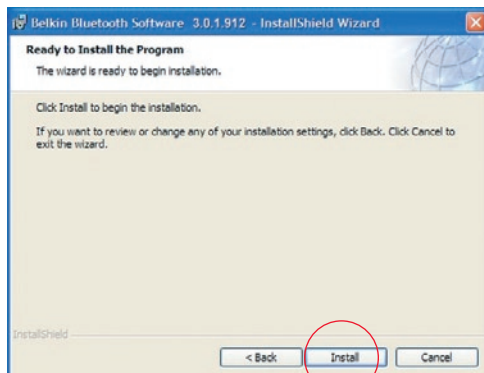 Belkin Bluetooth Software 3.0.1.912 - InstallShield Wizard
Ready to Install the Program
The wizard is ready to begin installation.
Click Install to begin the installation.
If you want to review or change any of your installation settings, click Back. Click Cancel to
exit the wizard.
InstallShield
< Back
Install
Cancel